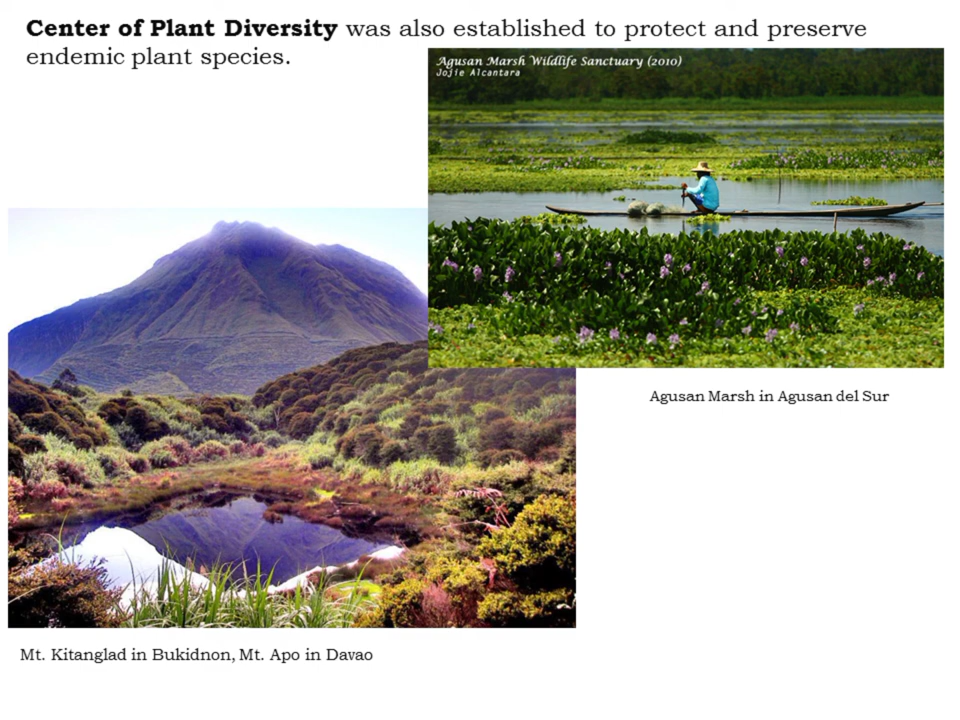 Center of Plant Diversity was also established to protect and preserve
endemic plant species.
Agusan Marsh Wildlife Sanctuary (2010)
Jojie Alcantara
Agusan Marsh in Agusan del Sur
Mt. Kitanglad in Bukidnon, Mt. Apo in Davao